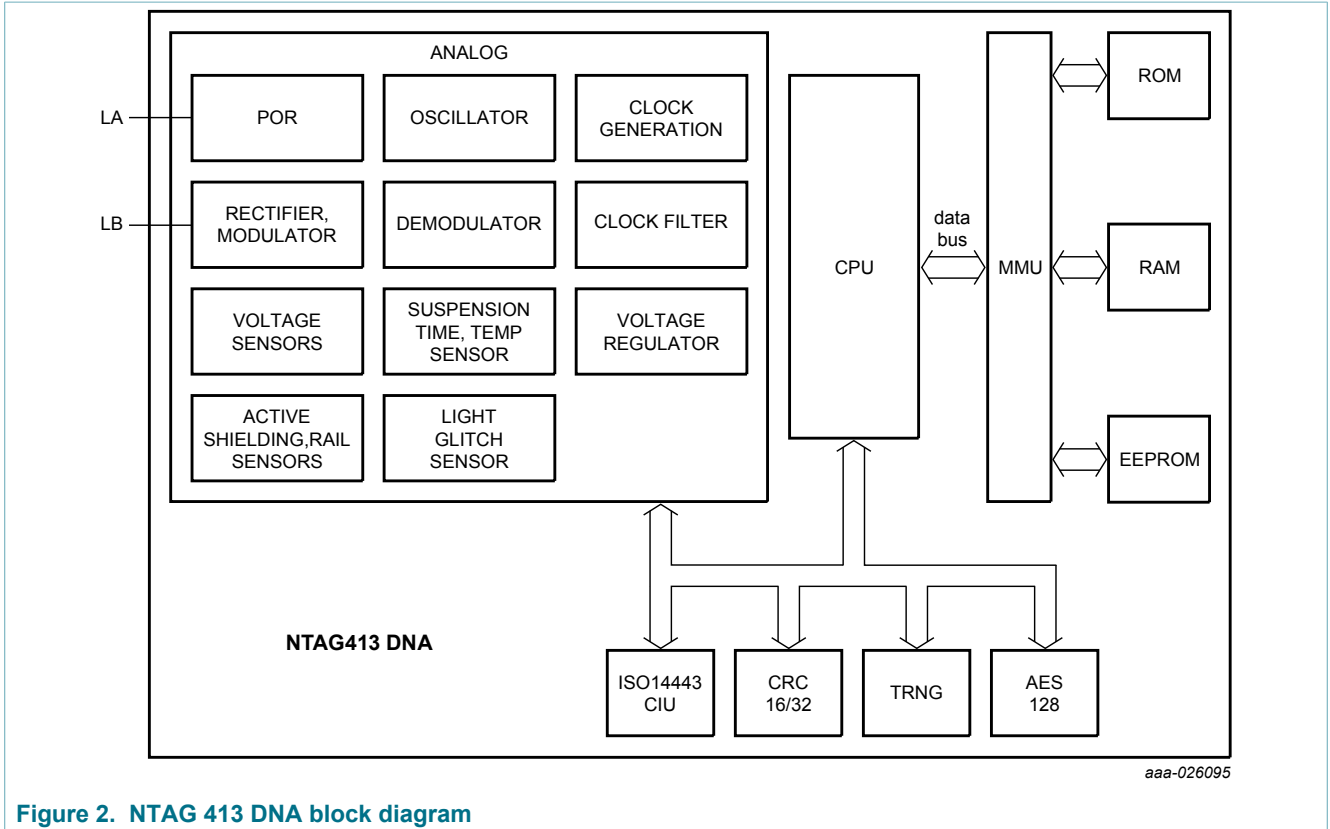 ANALOG
LA
POR
OSCILLATOR
CLOCK
GENERATION
LB
RECTIFIER,
MODULATOR
DEMODULATOR
CLOCK FILTER
VOLTAGE
SENSORS
SUSPENSION
TIME, TEMP
SENSOR
VOLTAGE
REGULATOR
ACTIVE
SHIELDING,RAIL
SENSORS
LIGHT
GLITCH
SENSOR
CPU
data
bus
MMU
ROM
RAM
EEPROM
NTAG413 DNA
ISO14443
CIU
CRC
16/32
TRNG
AES
128
aaa-026095
Figure 2. NTAG 413 DNA block diagram